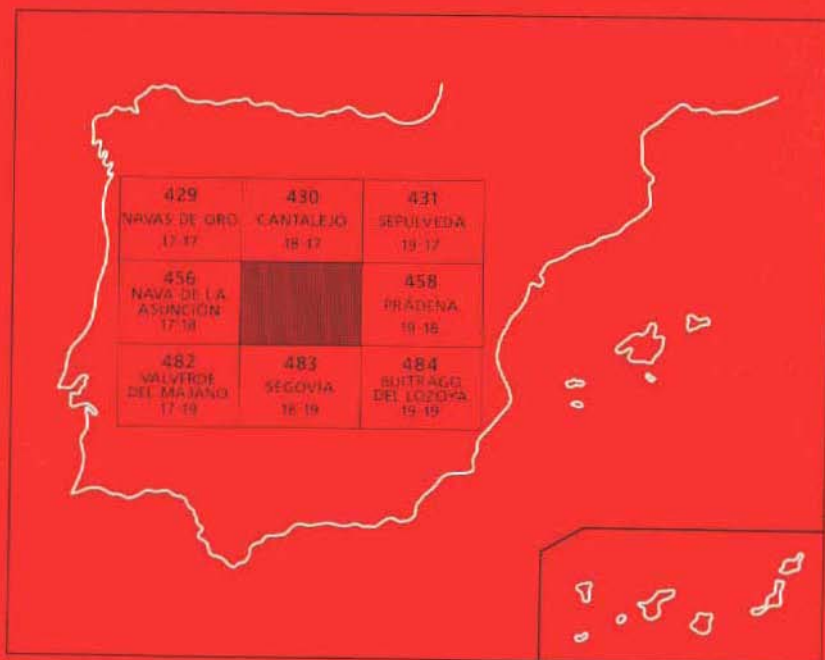 429
NAVAS DE ORO
17-17
430
CANTALEJO
18-17
431
SEPULVEDA
19-17
456
NAVA DE LA
ASUNCION
17-18
458
PRADENA
19-18
482
VALVERDE
DEL MAJANO
17-19
483
SEGOVIA
18-19
484
BUITRAGO
DEL LOZOYA
19-19